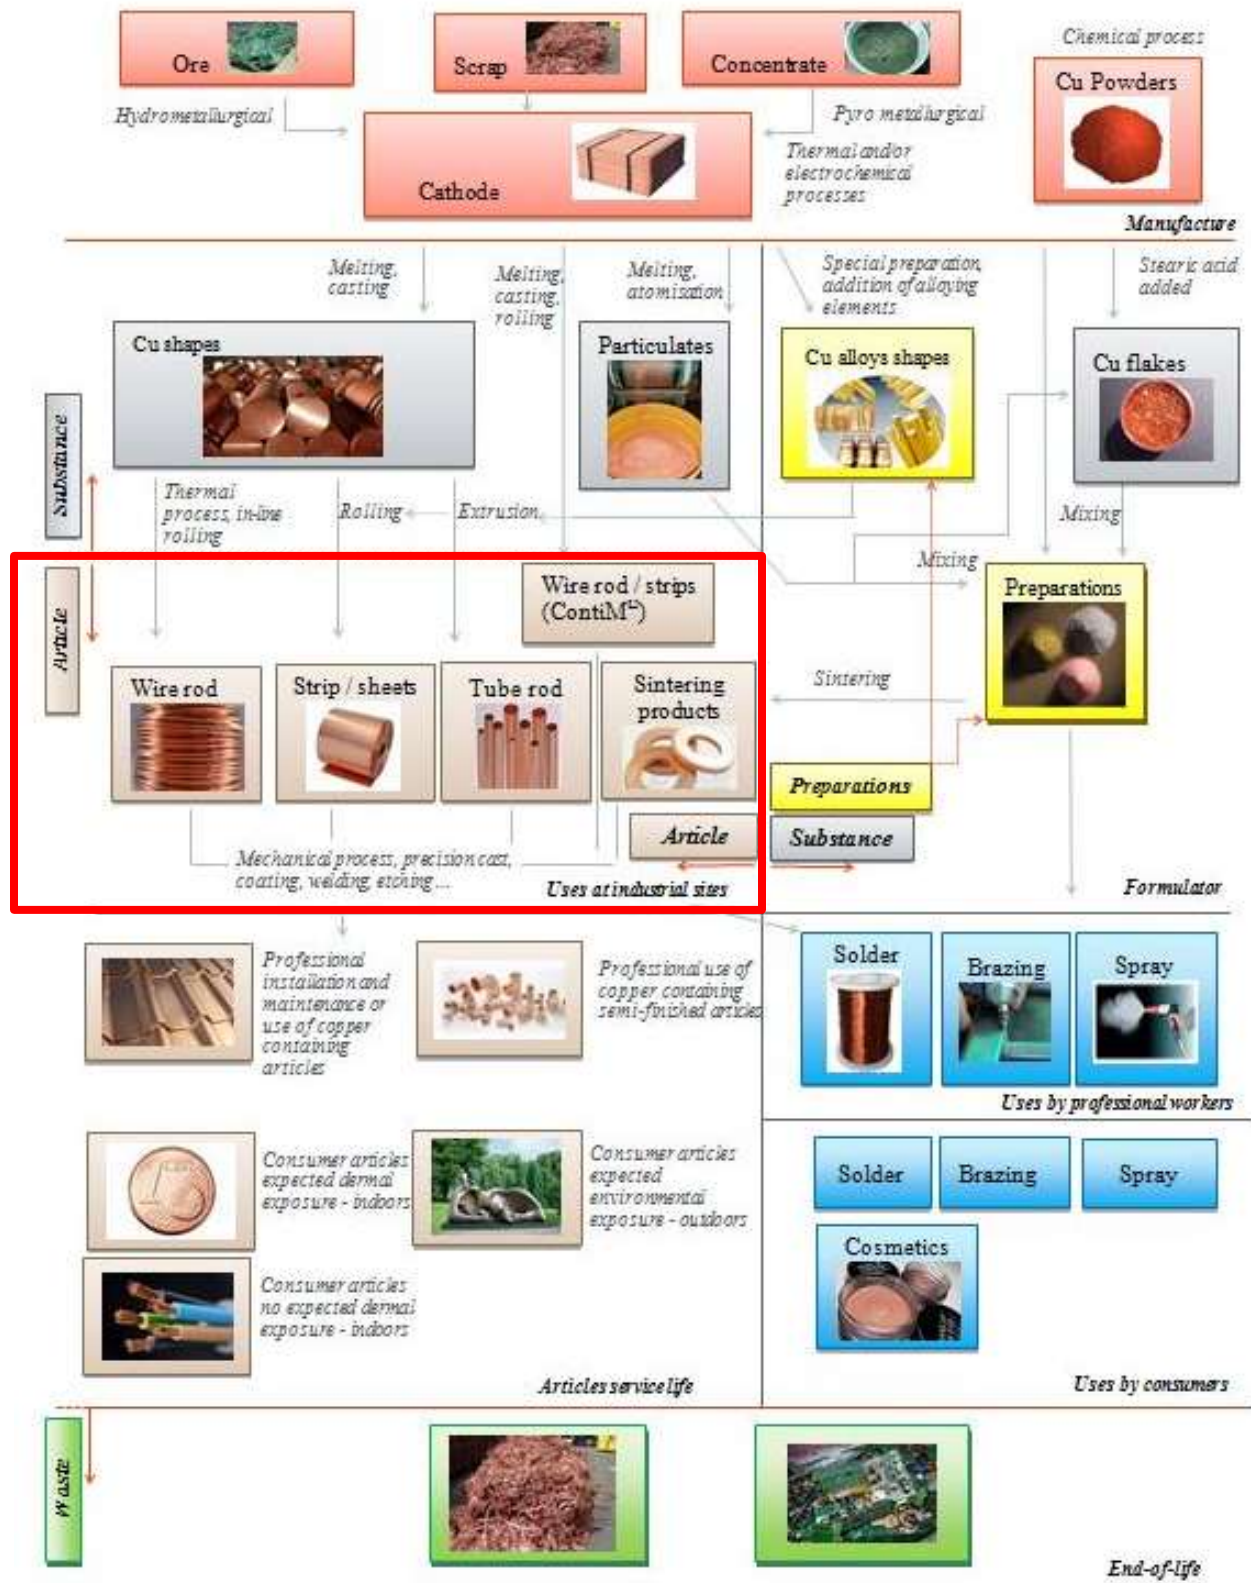 Ore
Scrap
Concentrate
Chemical process
Cu Powders
Hydrometallurgical
Pyro metallurgical
Cathode
Thermal and/or
electrochemical
processes
Manufacture
Melting,
casting
Melting,
casting,
rolling
Melting,
atomisation
Special preparation,
addition of alloying
elements
Stearic acid
added
Cu shapes
Particulates
Cu alloys shapes
Cu flakes
Substance
Thermal
process, in-line
rolling
Rolling
Extrusion
Mixing
Mixing
Article
Wire rod / strips
Preparations
Wire rod
Strip / sheets
Tube rod
Sintering
products
Sintering
Preparations
Article
Substance
Mechanical process, precision cast,
coating, welding, etching...
Uses at industrial sites
Formulator
Professional
installation and
maintenance or
use of copper
containing
articles
Professional use of
copper containing
semi-finished articles
Solder
Brazing
Spray
Uses by professional workers
Consumer articles
expected dermal
exposure - indoors
Consumer articles
expected
environmental
exposure - outdoors
Solder
Brazing
Spray
Cosmetics
Consumer articles
no expected dermal
exposure - indoors
Articles service life
Uses by consumers
Waste
End-of-life